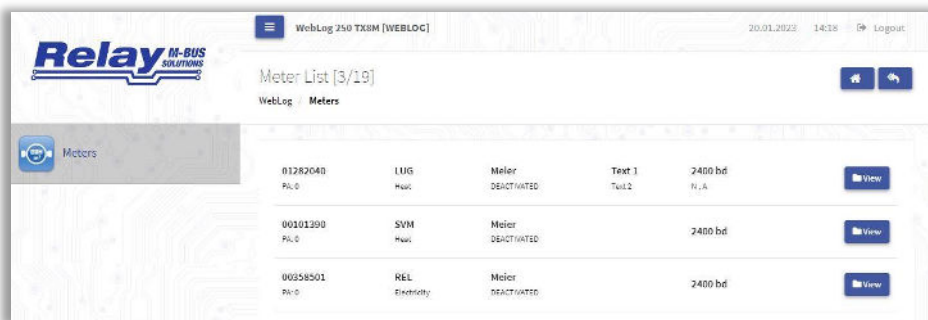 WebLog 250 TXBM [WEBLOG]
20.01.2023 14:18 Logout
Relay M-BUS SOLUTIONS
Meter List [3/19]
WebLog / Meters
Meters
01282040 LUG Meier Text 1 2400 bd View
PA: 0 Heat DEACTIVATED Text 2 N.A
00101390 SVM Meier 2400 bd View
PA: 0 Heat DEACTIVATED
00358501 REL Meier 2400 bd View
PA: 0 Electricity DEACTIVATED